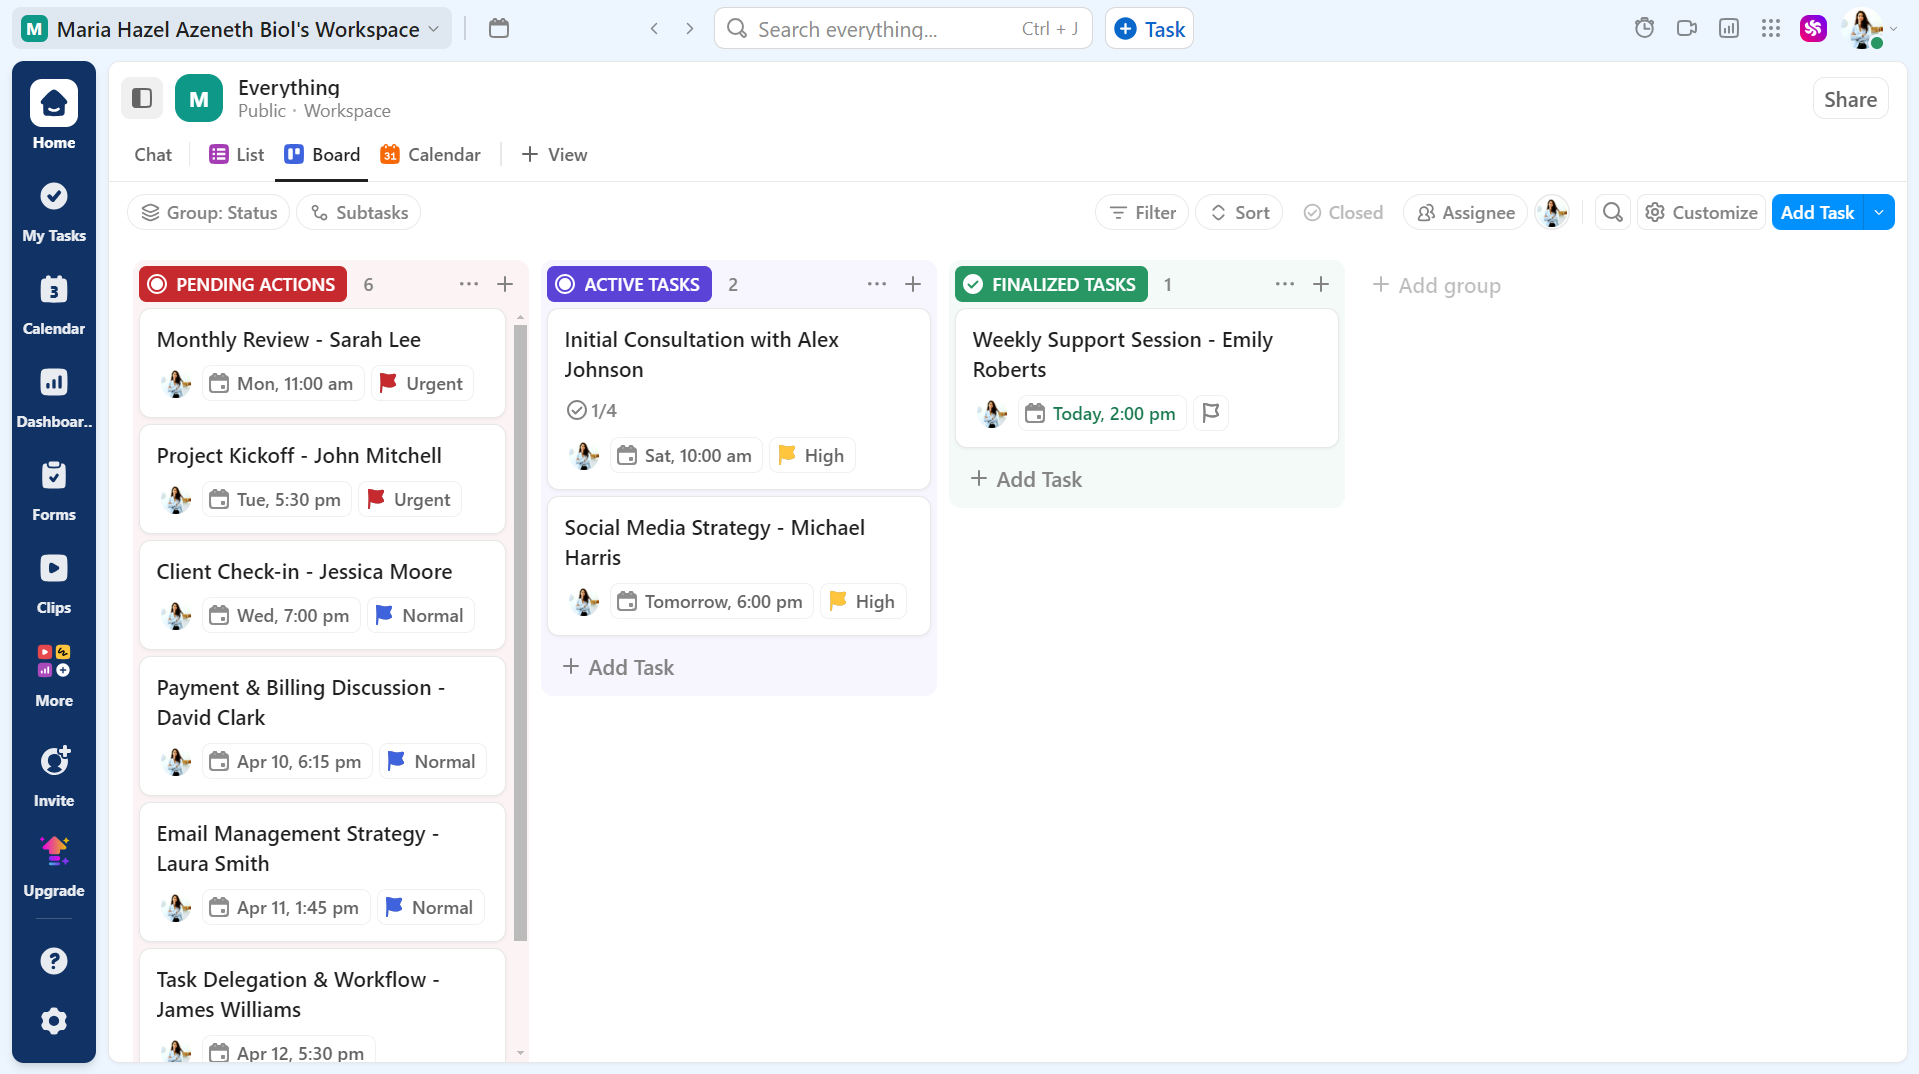 M Maria Hazel Azeneth Biol's Workspace
Search everything... Ctrl + J
Task
Home
My Tasks
3
Calendar
Dashboar..
Forms
Clips
More
Invite
Upgrade
?
M
Everything
Public · Workspace
Share
Chat
List
Board
31 Calendar
+ View
Group: Status
Subtasks
Filter
Sort
Closed
Assignee
Customize
Add Task
PENDING ACTIONS 6
Monthly Review - Sarah Lee
Mon, 11:00 am Urgent
Project Kickoff - John Mitchell
Tue, 5:30 pm Urgent
Client Check-in - Jessica Moore
Wed, 7:00 pm Normal
Payment & Billing Discussion -
David Clark
Apr 10, 6:15 pm Normal
Email Management Strategy -
Laura Smith
Apr 11, 1:45 pm Normal
Task Delegation & Workflow -
James Williams
Apr 12, 5:30 pm
ACTIVE TASKS 2
Initial Consultation with Alex
Johnson
1/4
Sat, 10:00 am High
Social Media Strategy - Michael
Harris
Tomorrow, 6:00 pm High
+ Add Task
FINALIZED TASKS 1
Weekly Support Session - Emily
Roberts
Today, 2:00 pm
+ Add Task
+ Add group